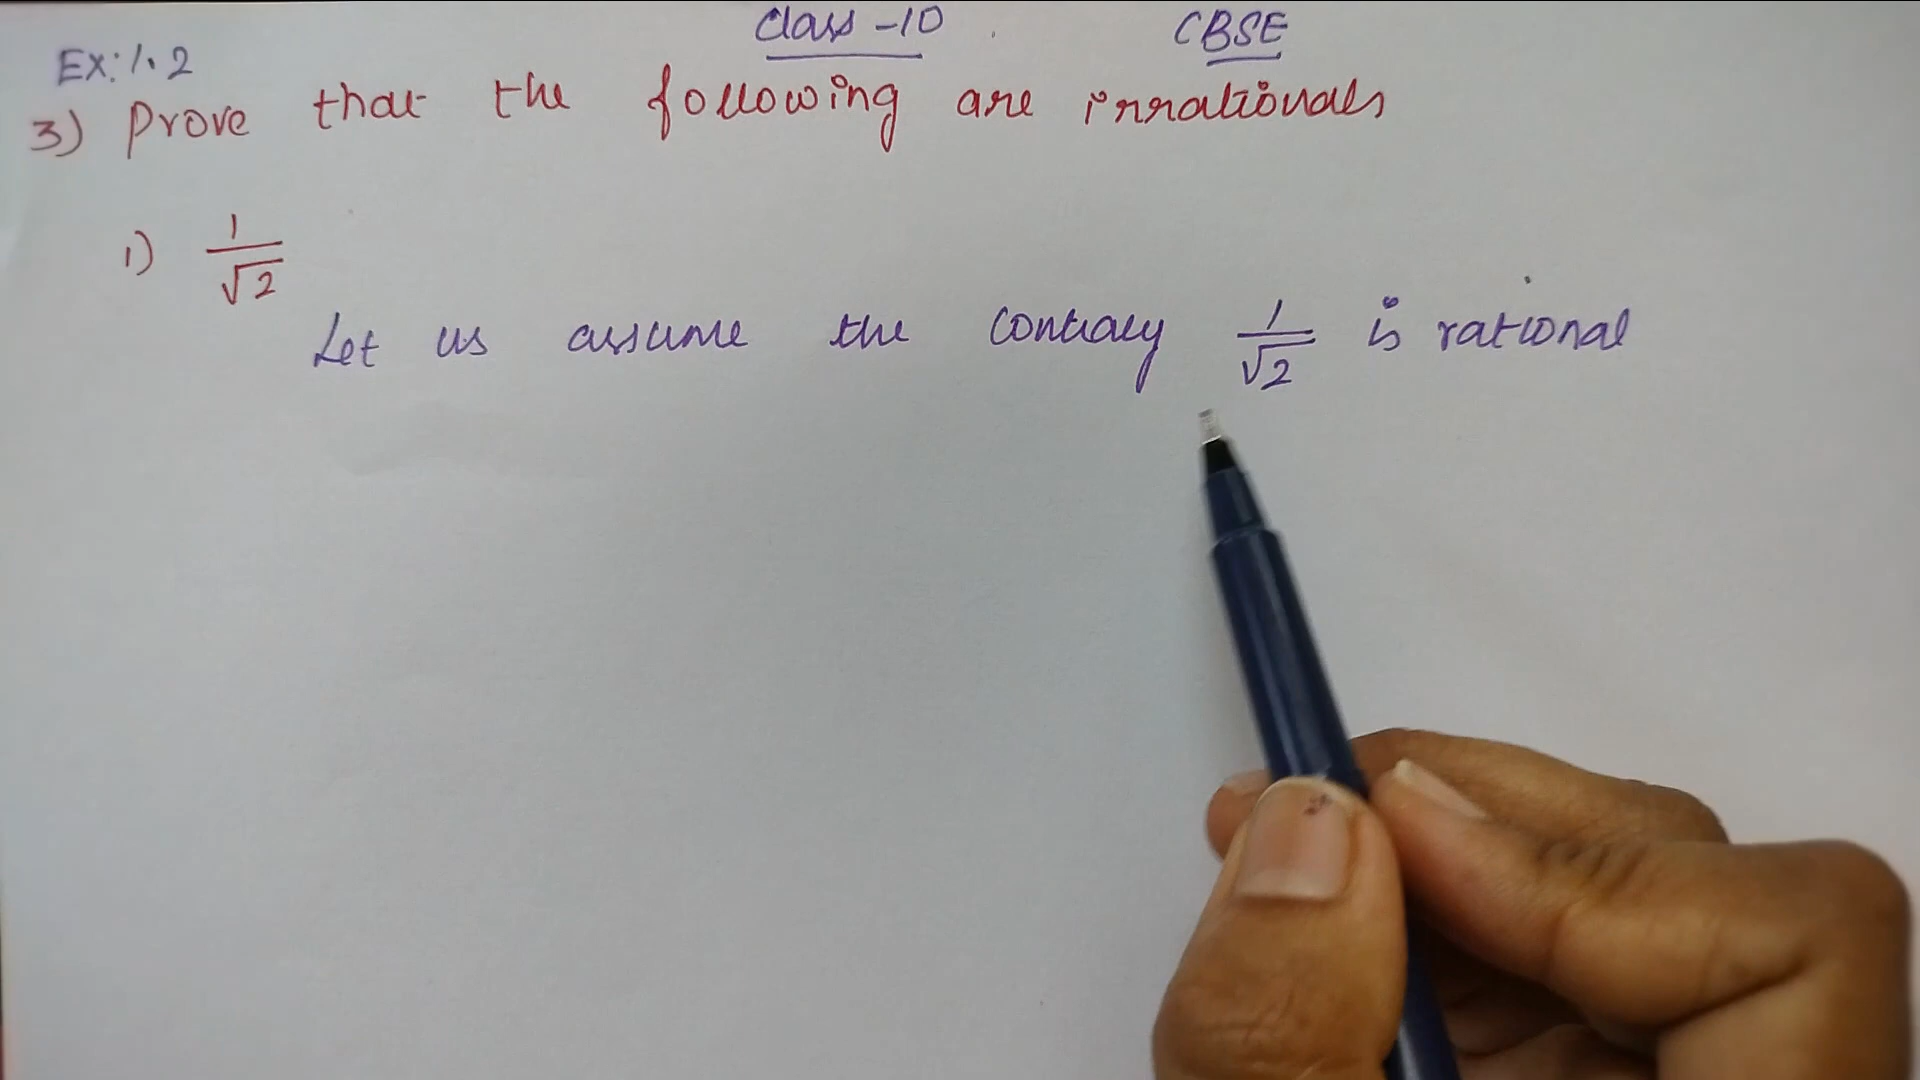 Class -10 . CBSE
Ex: 1.2
3) Prove that the following are irrationals
1) 1/√2
Let us assume the contrary 1/√2 is rational